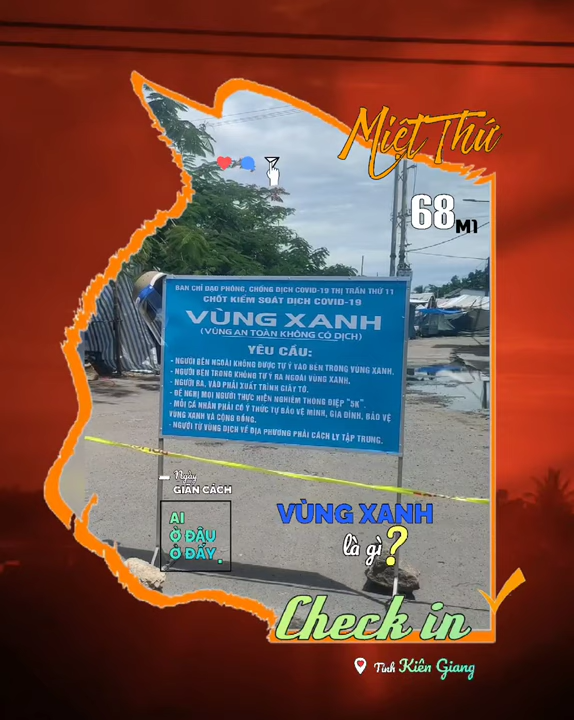 Miệt Thứ
68 M1
BAN CHỈ ĐẠO PHÒNG, CHỐNG DỊCH COVID-19 THỊ TRẤN THỨ 11
CHỐT KIỂM SOÁT DỊCH COVID-19
VÙNG XANH
(VÙNG AN TOÀN KHÔNG CÓ DỊCH)
YÊU CẦU:
- NGƯỜI BÊN NGOÀI KHÔNG ĐƯỢC TỰ Ý VÀO BÊN TRONG VÙNG XANH.
- NGƯỜI BÊN TRONG KHÔNG TỰ Ý RA NGOÀI VÙNG XANH.
- NGƯỜI RA, VÀO PHẢI XUẤT TRÌNH GIẤY TỜ.
- ĐỀ NGHỊ MỌI NGƯỜI THỰC HIỆN NGHIÊM THÔNG ĐIỆP "5K".
- MỖI CÁ NHÂN PHẢI CÓ Ý THỨC TỰ BẢO VỆ MÌNH, GIA ĐÌNH, BẢO VỆ
VÙNG XANH VÀ CỘNG ĐỒNG.
- NGƯỜI TỪ VÙNG DỊCH VỀ ĐỊA PHƯƠNG PHẢI CÁCH LY TẬP TRUNG.
Ngày
GIÃN CÁCH
AI
Ở ĐÂU
Ở ĐẤY.
VÙNG XANH
là gì?
Check in
Tỉnh Kiên Giang